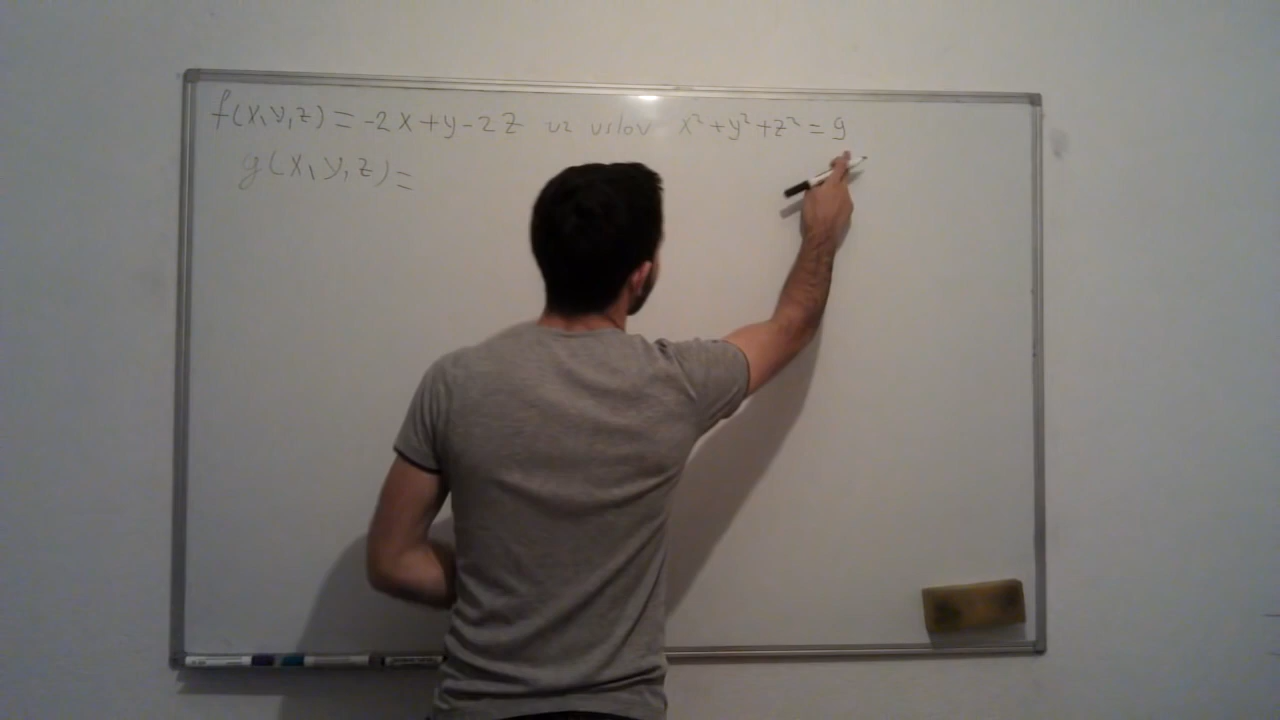 f(x,y,z) = -2x+y-2z uz uslov x²+y²+z² = 9
g(x,y,z) =